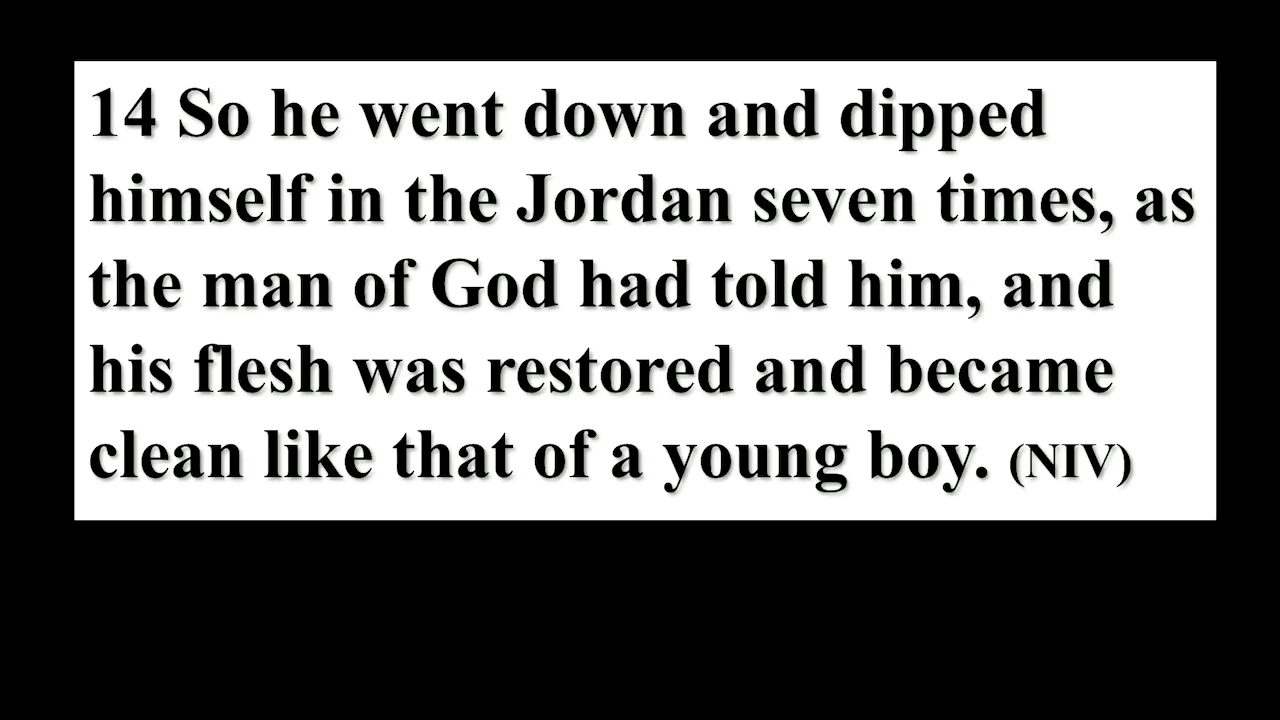 14 So he went down and dipped
himself in the Jordan seven times, as
the man of God had told him, and
his flesh was restored and became
clean like that of a young boy. (NIV)